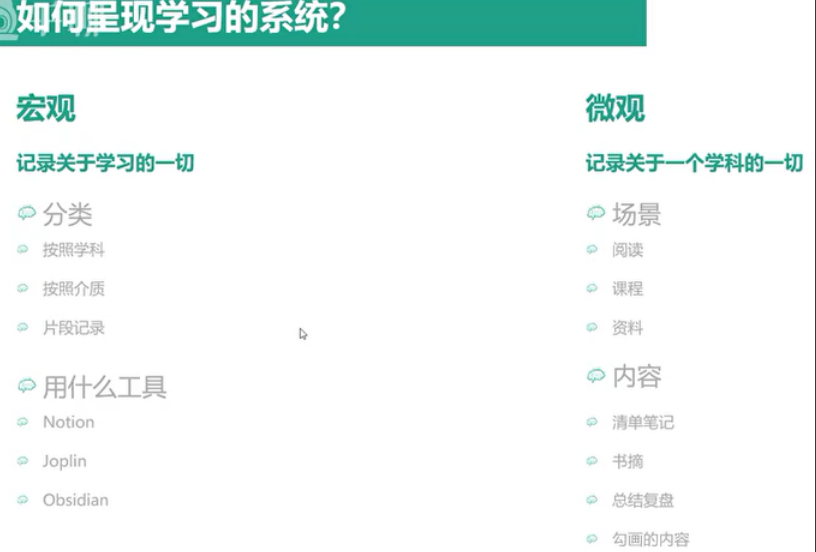 如何呈现学习的系统?
宏观
记录关于学习的一切
分类
按照学科
按照介质
片段记录
用什么工具
Notion
Joplin
Obsidian
微观
记录关于一个学科的一切
场景
阅读
课程
资料
内容
清单笔记
书摘
总结复盘
勾画的内容